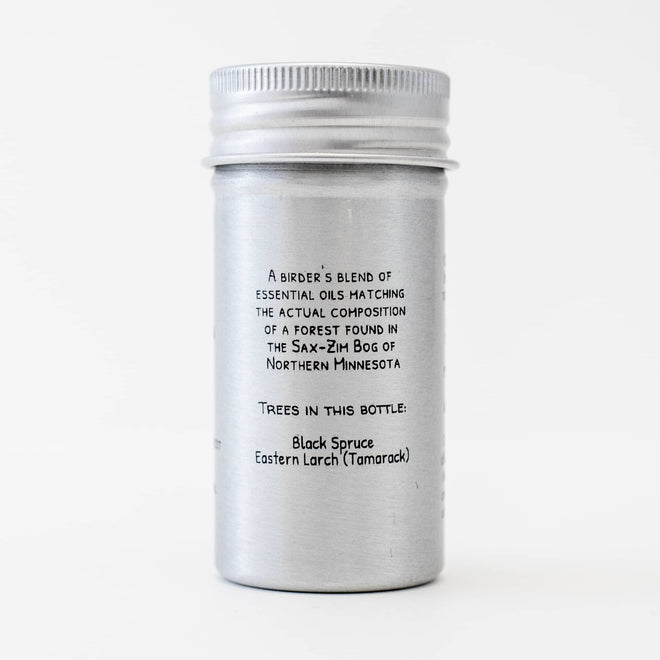 A BIRDER'S BLEND OF
ESSENTIAL OILS MATCHING
THE ACTUAL COMPOSITION
OF A FOREST FOUND IN
THE SAX-ZIM BOG OF
NORTHERN MINNESOTA
TREES IN THIS BOTTLE:
Black Spruce
Eastern Larch (Tamarack)